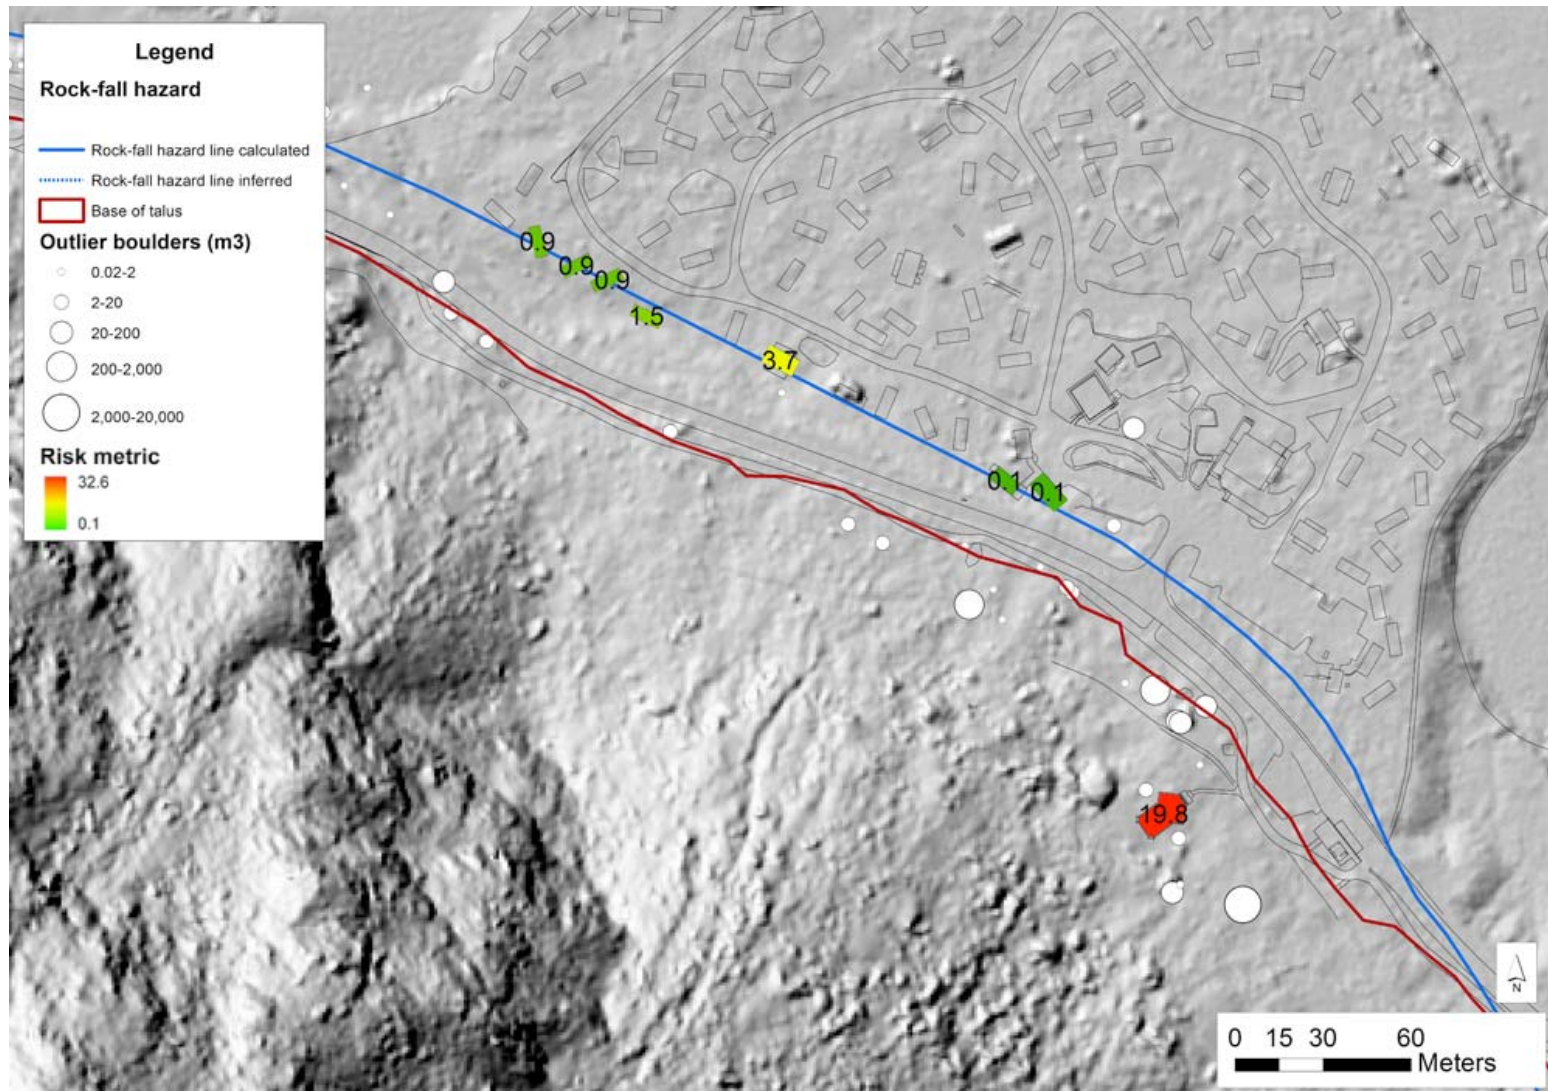 Legend
Rock-fall hazard
Rock-fall hazard line calculated
Rock-fall hazard line inferred
Base of talus
Outlier boulders (m3)
0.02-2
2-20
20-200
200-2,000
2,000-20,000
Risk metric
32.6
0.1
0.9
0.9
0.9
1.5
3.7
0.1
0.1
19.8
N
0 15 30 60
Meters